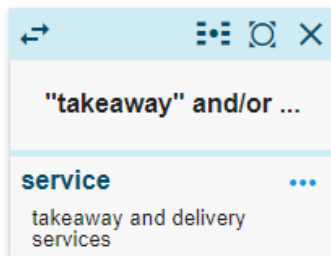 "takeaway" and/or ...
service
takeaway and delivery
services